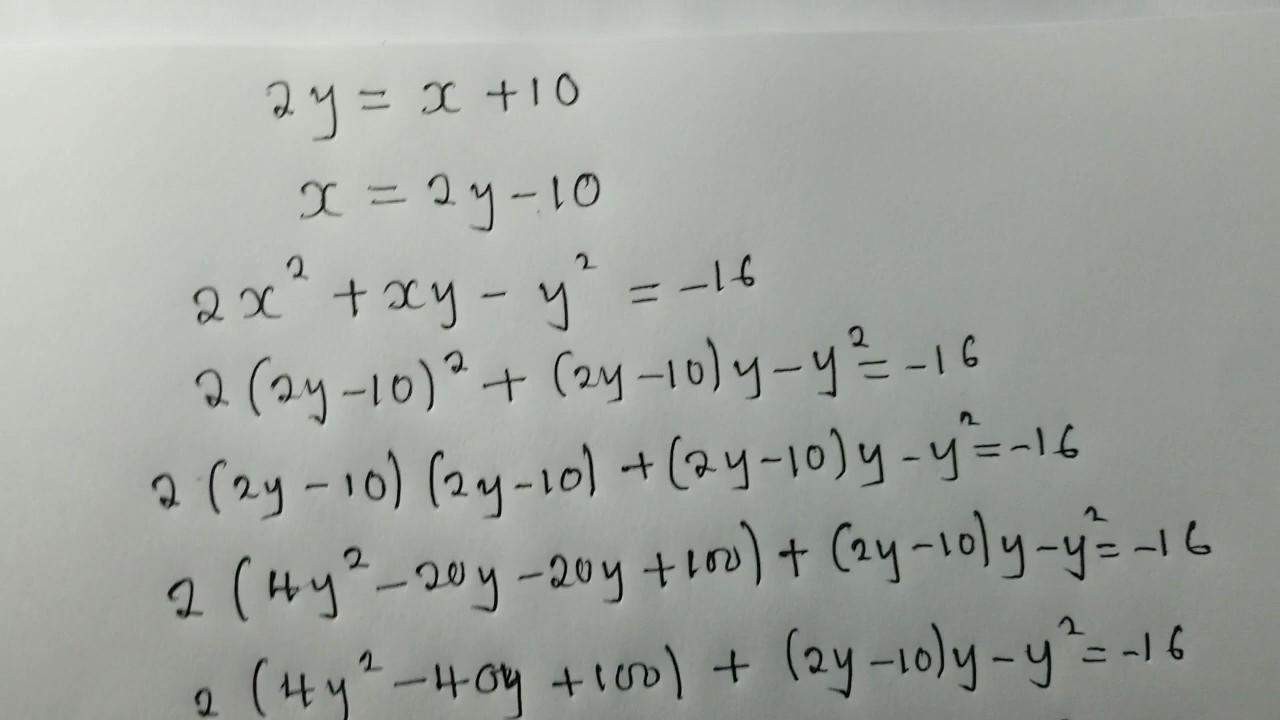 2y = x + 10
x = 2y - 10
2x² + xy - y² = -16
2(2y-10)² + (2y-10)y - y² = -16
2(2y-10)(2y-10) + (2y-10)y - y² = -16
2(4y² - 20y - 20y + 100) + (2y-10)y - y² = -16
2(4y² - 40y + 100) + (2y-10)y - y² = -16